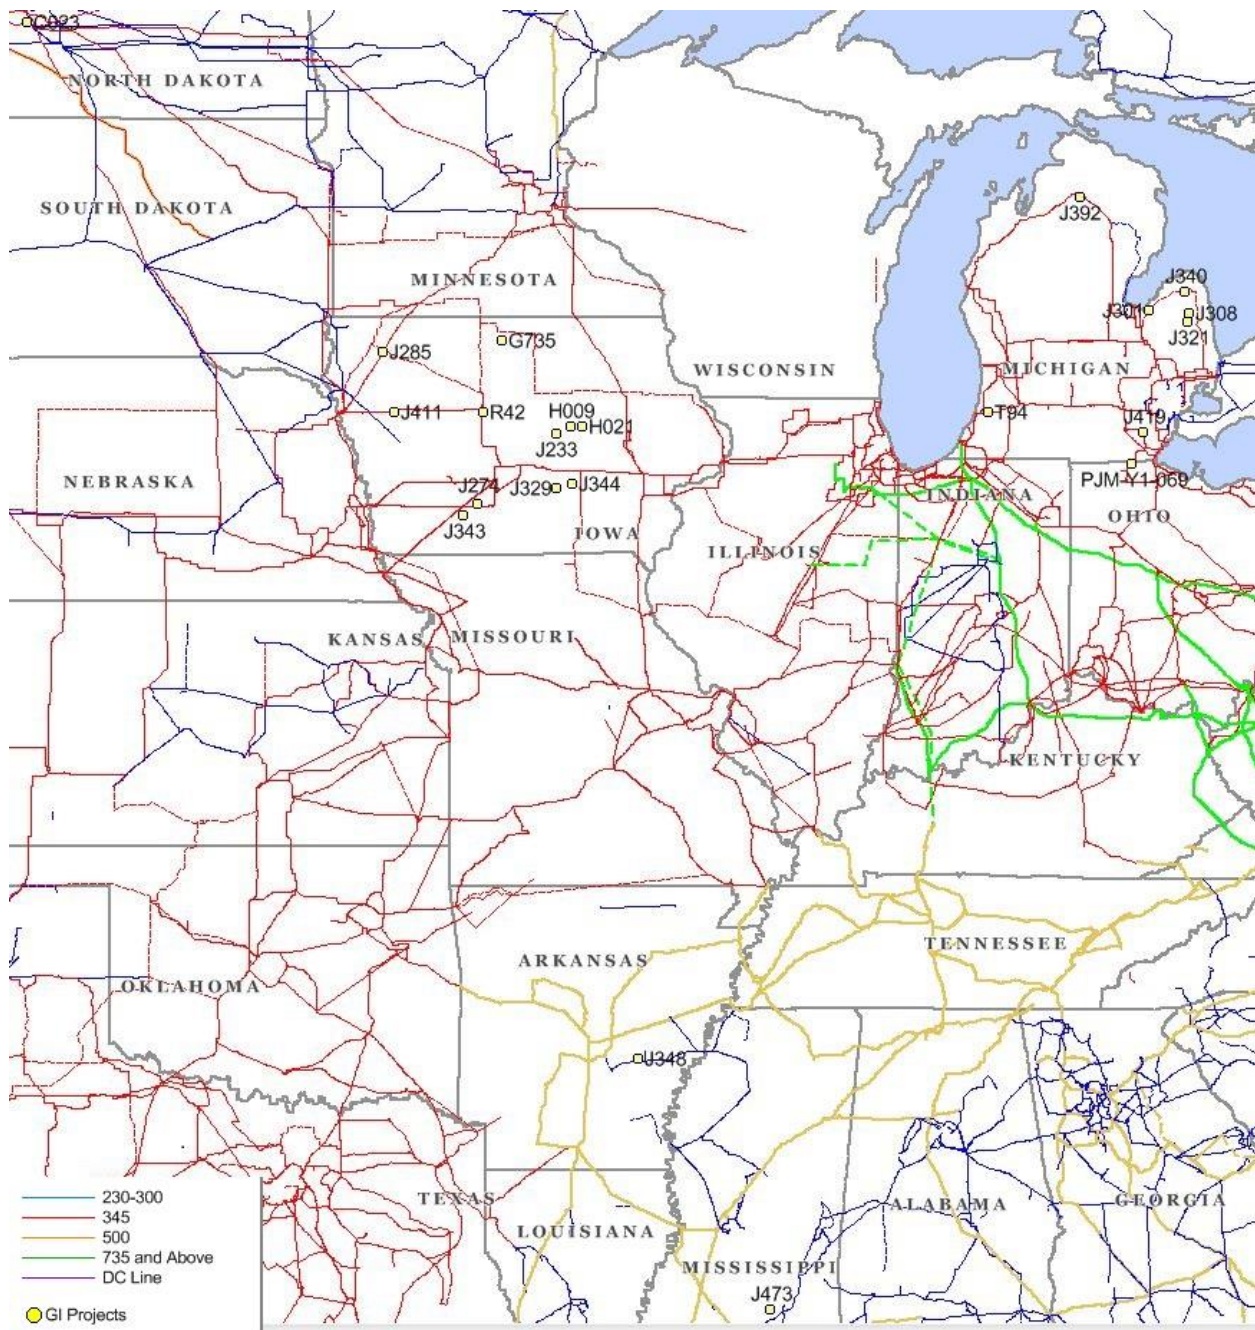 C023
NORTH DAKOTA
SOUTH DAKOTA
J392
MINNESOTA
J340
J301
J308
J321
G735
J285
WISCONSIN
MICHIGAN
J411
R42
H009
H021
T94
J419
J233
PJM-Y1-069
NEBRASKA
J274
J329
J344
INDIANA
OHIO
J343
IOWA
ILLINOIS
KANSAS
MISSOURI
KENTUCKY
TENNESSEE
ARKANSAS
OKLAHOMA
J348
TEXAS
ALABAMA
GEORGIA
LOUISIANA
MISSISSIPPI
J473
230-300
345
500
735 and Above
DC Line
GI Projects